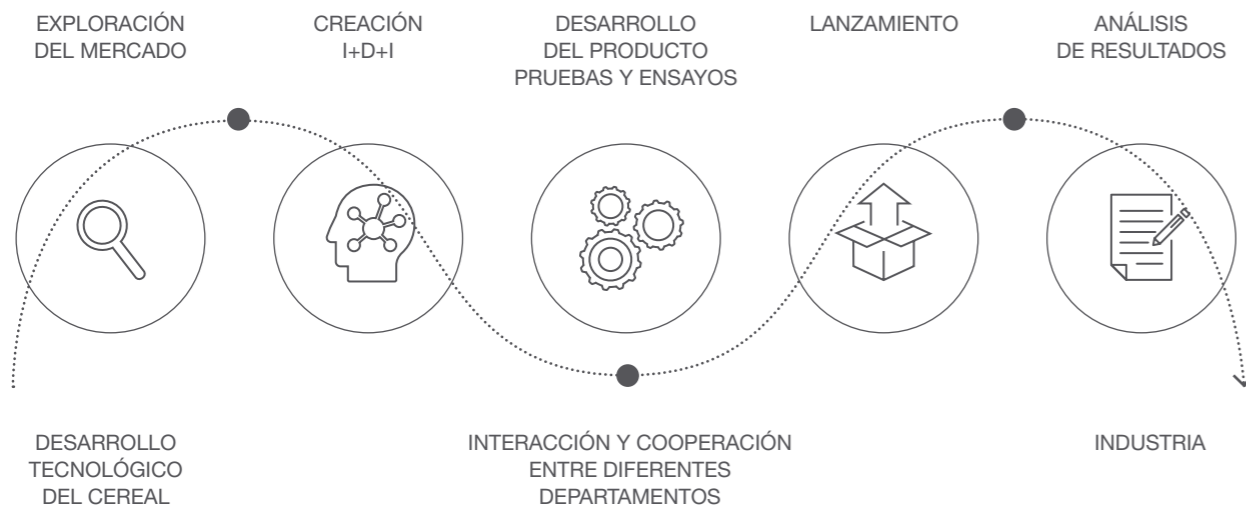 EXPLORACIÓN
DEL MERCADO
CREACIÓN
I+D+I
DESARROLLO
DEL PRODUCTO
PRUEBAS Y ENSAYOS
LANZAMIENTO
ANÁLISIS
DE RESULTADOS
DESARROLLO
TECNOLÓGICO
DEL CEREAL
INTERACCIÓN Y COOPERACIÓN
ENTRE DIFERENTES
DEPARTAMENTOS
INDUSTRIA